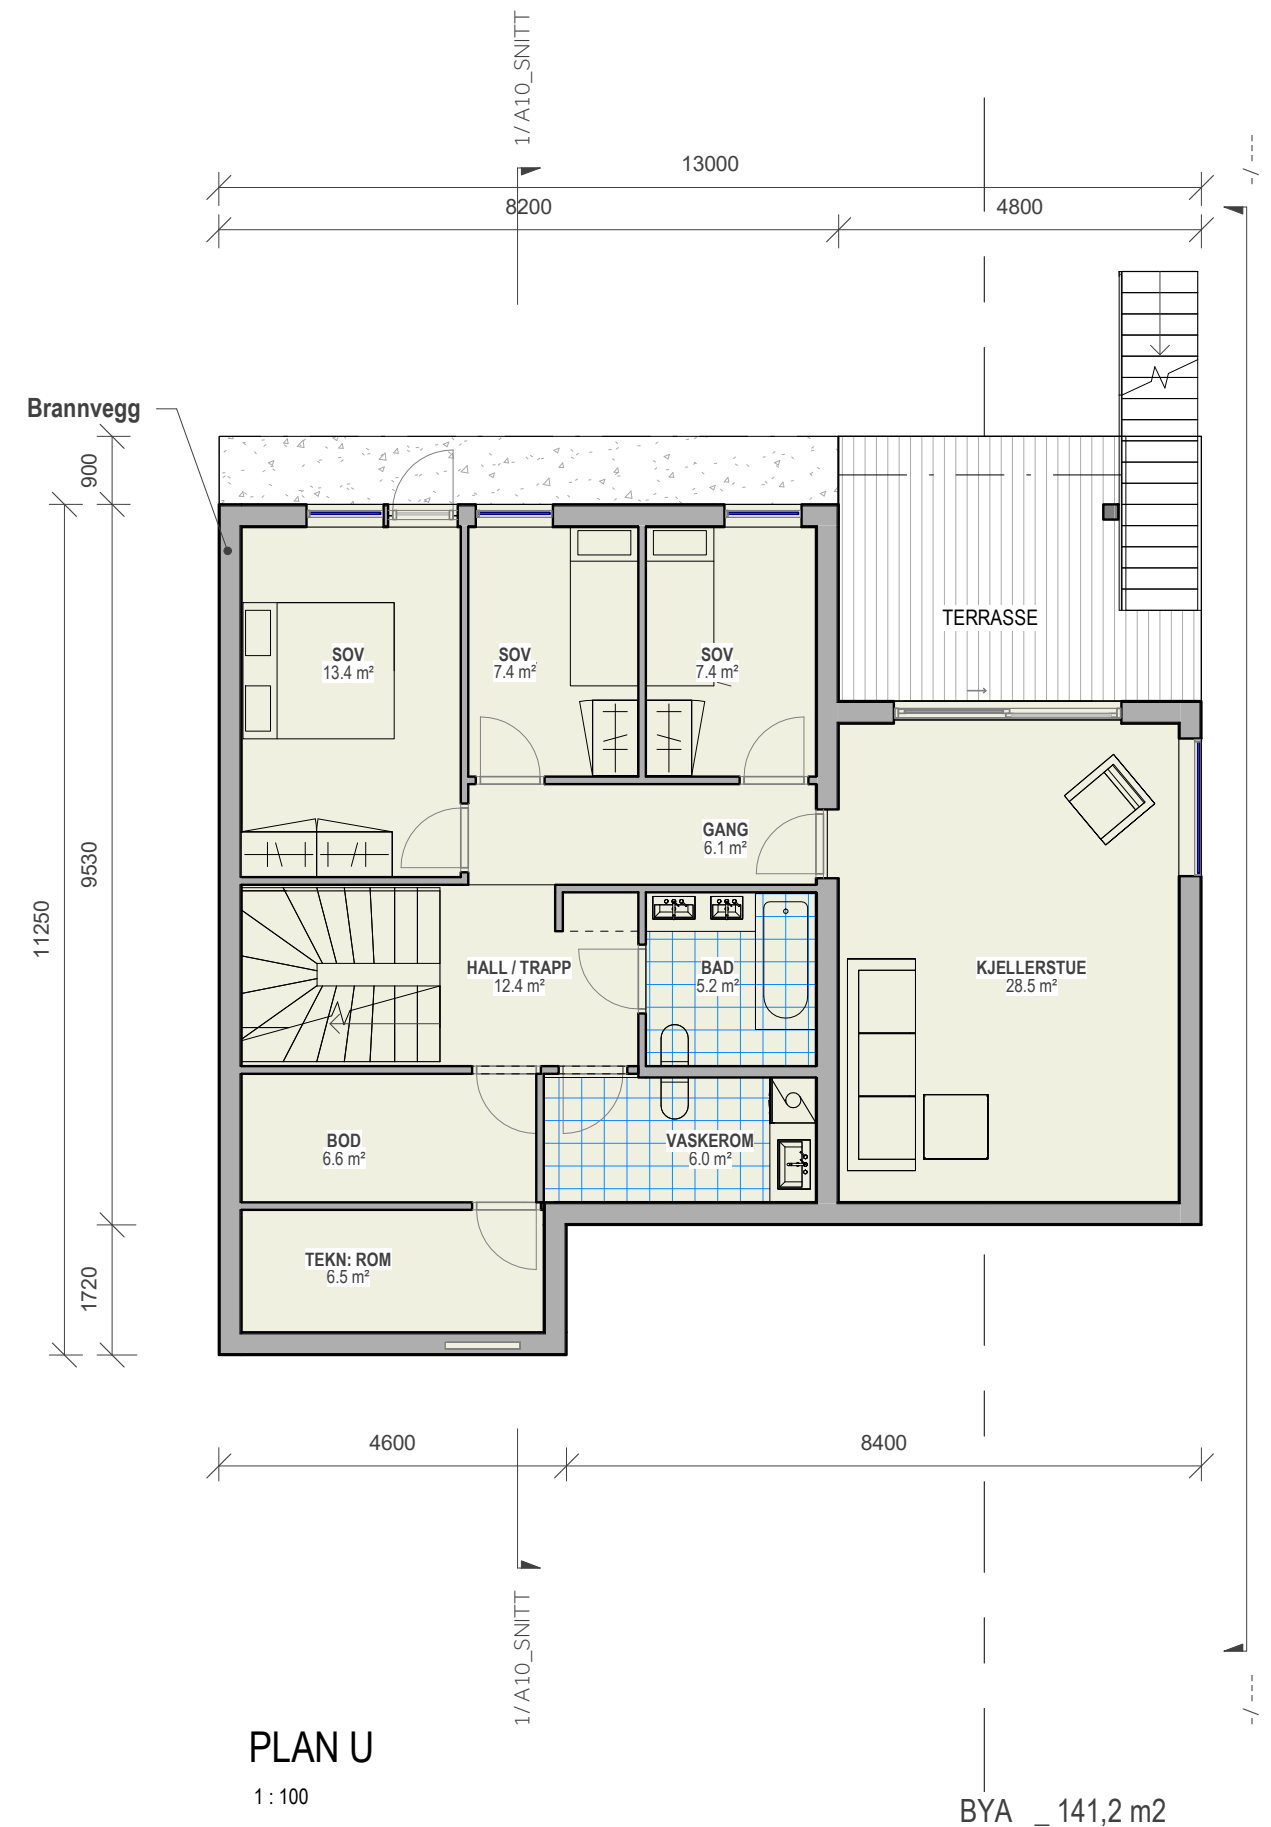 1/ A10_SNITT
-/ ---
13000
8200
4800
Brannvegg
900
TERRASSE
SOV
13.4 m²
SOV
7.4 m²
SOV
7.4 m²
GANG
6.1 m²
9530
11250
HALL / TRAPP
12.4 m²
BAD
5.2 m²
KJELLERSTUE
28.5 m²
BOD
6.6 m²
VASKEROM
6.0 m²
TEKN: ROM
6.5 m²
1720
4600
8400
1/ A10_SNITT
-/ ---
PLAN U
1 : 100
BYA _ 141,2 m2